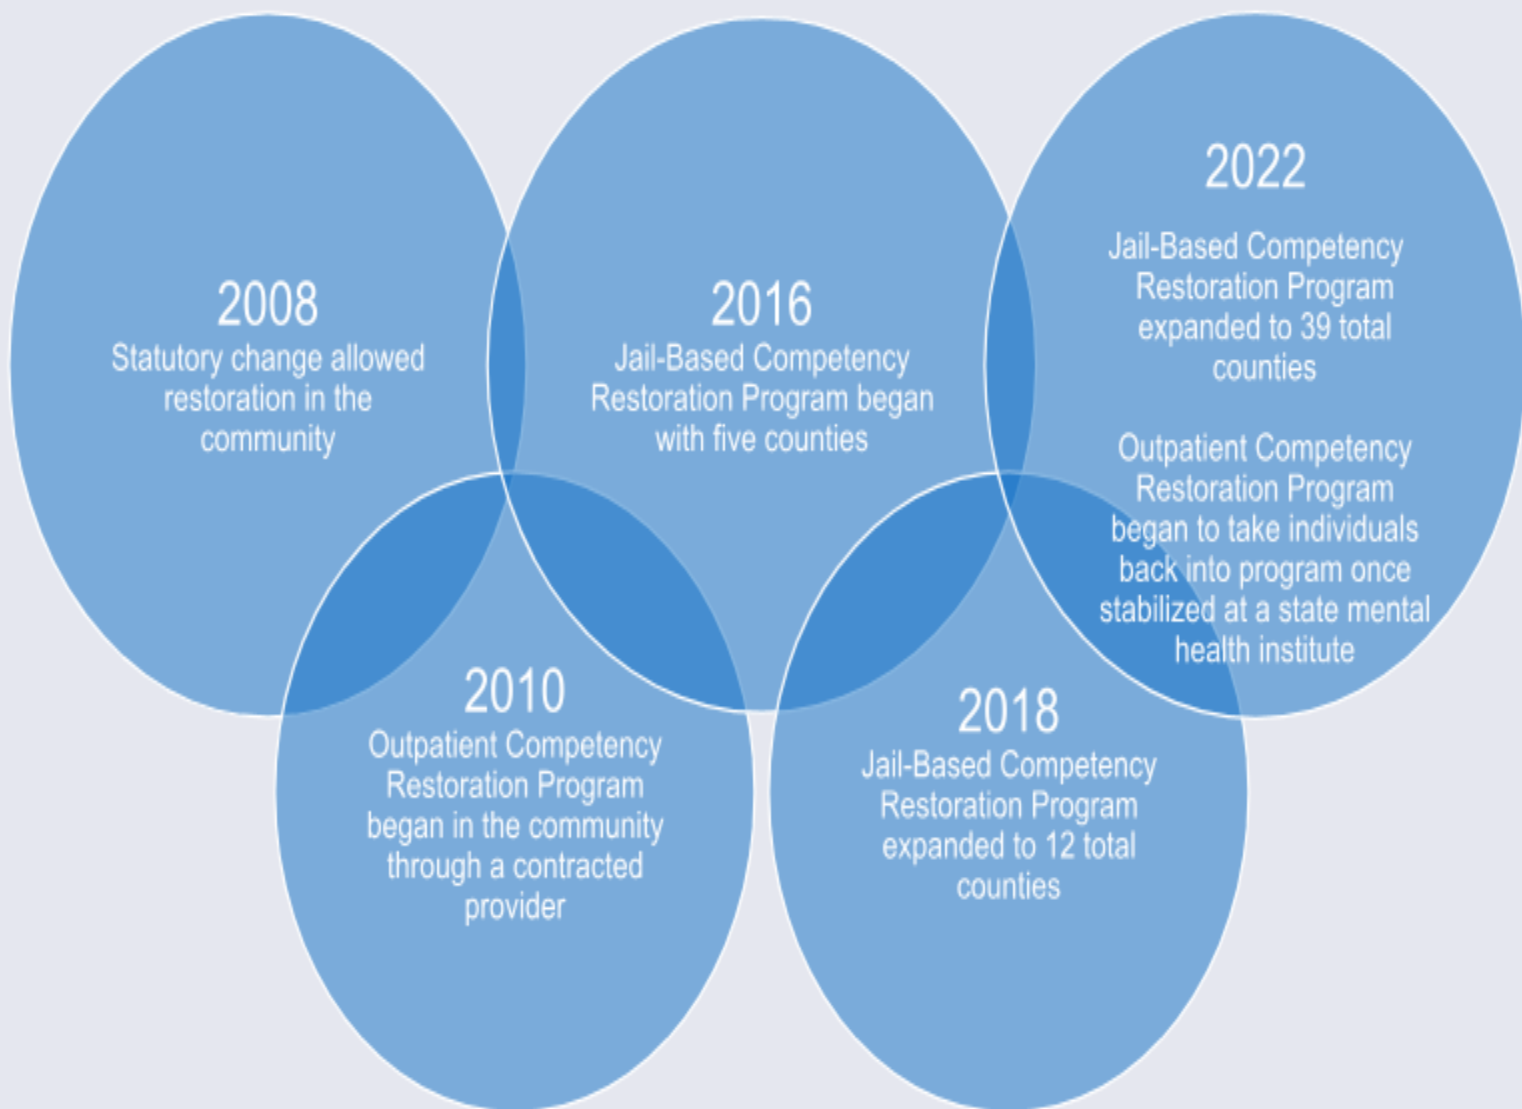 2008
Statutory change allowed
restoration in the
community
2010
Outpatient Competency
Restoration Program
began in the community
through a contracted
provider
2016
Jail-Based Competency
Restoration Program began
with five counties
2018
Jail-Based Competency
Restoration Program
expanded to 12 total
counties
2022
Jail-Based Competency
Restoration Program
expanded to 39 total
counties
Outpatient Competency
Restoration Program
began to take individuals
back into program once
stabilized at a state mental
health institute